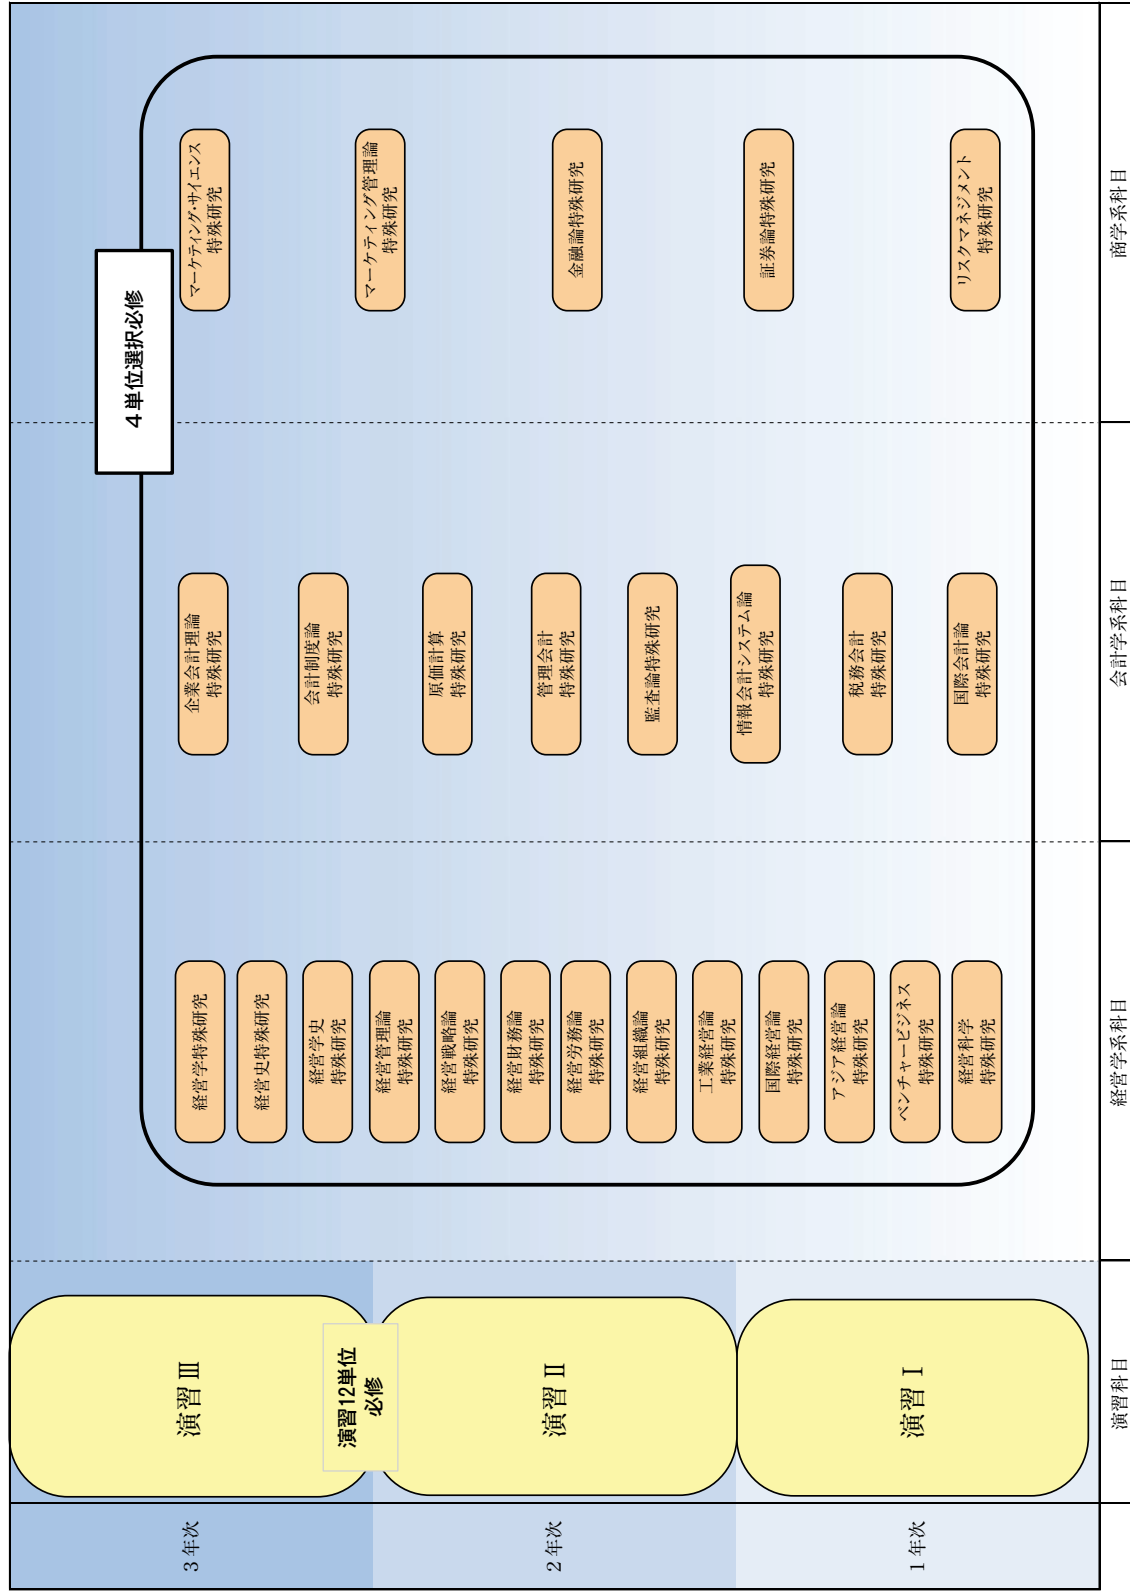 3年次
2年次
1年次
演習Ⅲ
演習12単位
必修
演習Ⅱ
演習Ⅰ
演習科目
4単位選択必修
経営学特殊研究
経営史特殊研究
経営学史
特殊研究
経営管理論
特殊研究
経営戦略論
特殊研究
経営財務論
特殊研究
経営労務論
特殊研究
経営組織論
特殊研究
工業経営論
特殊研究
国際経営論
特殊研究
アジア経営論
特殊研究
ベンチャービジネス
特殊研究
経営科学
特殊研究
経営学系科目
企業会計理論
特殊研究
会計制度論
特殊研究
原価計算
特殊研究
管理会計
特殊研究
監査論特殊研究
情報会計システム論
特殊研究
税務会計
特殊研究
国際会計論
特殊研究
会計学系科目
マーケティング・サイエンス
特殊研究
マーケティング管理論
特殊研究
金融論特殊研究
証券論特殊研究
リスクマネジメント
特殊研究
商学系科目